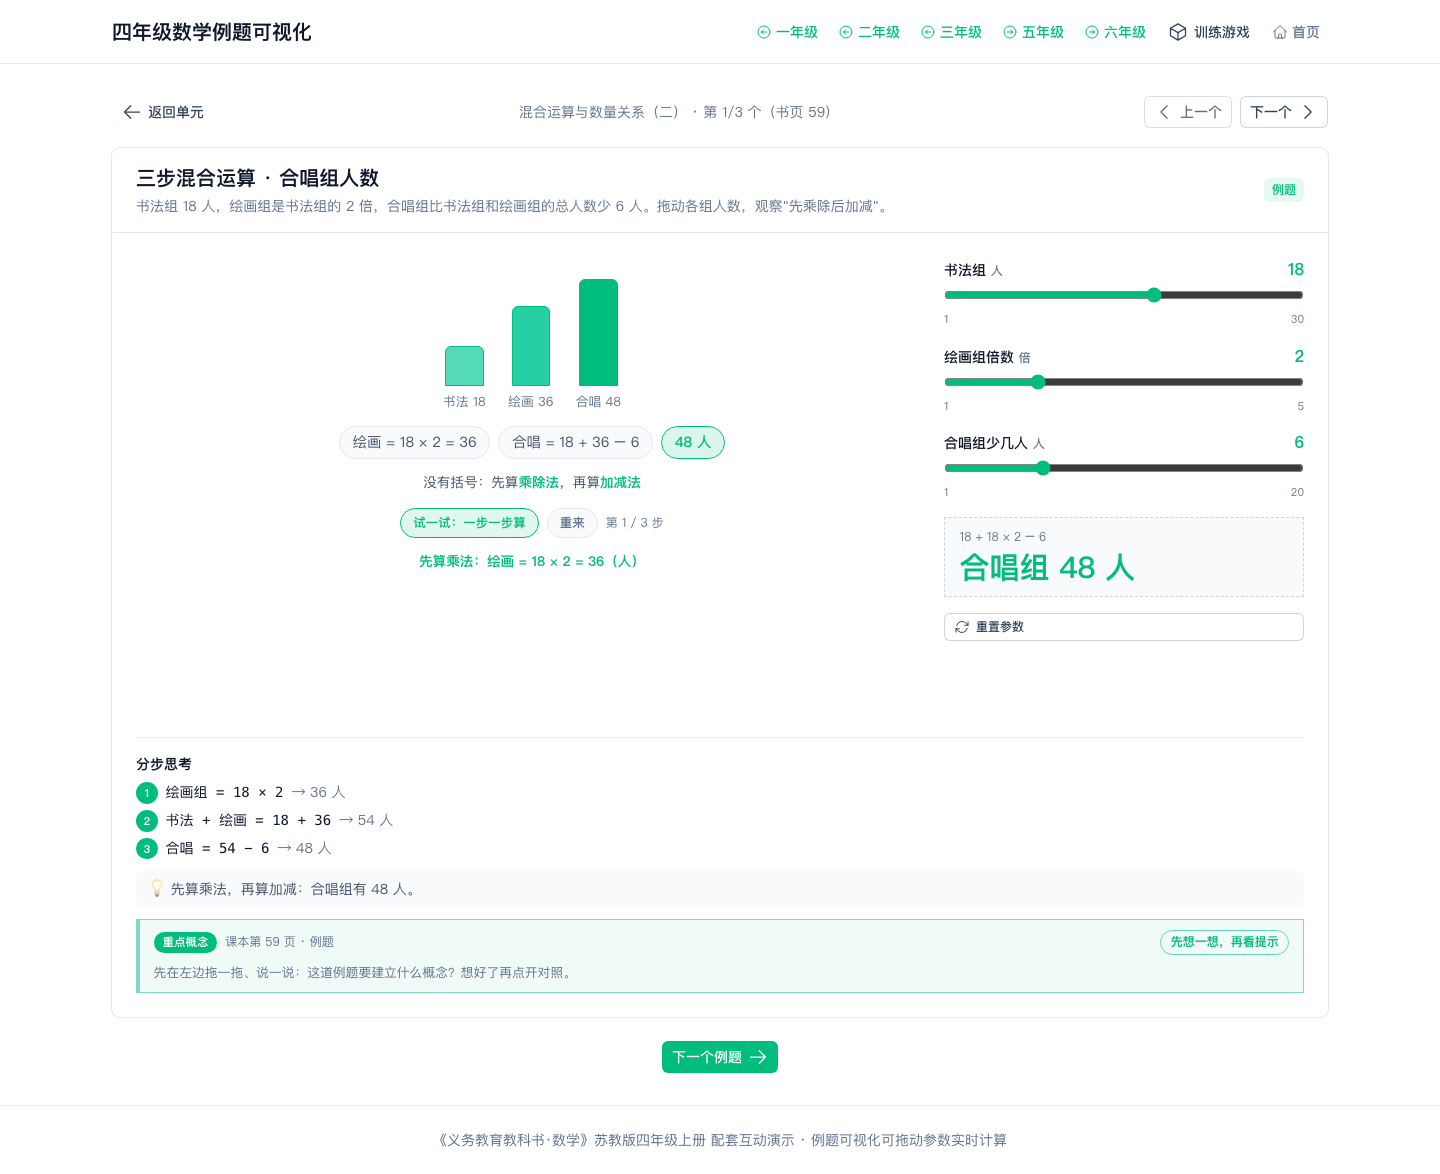 四年级数学例题可视化
一年级 二年级 三年级 五年级 六年级 训练游戏 首页
返回单元 混合运算与数量关系（二） · 第 1/3 个（书页 59） 上一个 下一个
三步混合运算 · 合唱组人数
书法组 18 人，绘画组是书法组的 2 倍，合唱组比书法组和绘画组的总人数少 6 人。拖动各组人数，观察"先乘除后加减"。
例题
书法 18 绘画 36 合唱 48
绘画 = 18 × 2 = 36 合唱 = 18 + 36 − 6 48 人
没有括号：先算乘除法，再算加减法
试一试：一步一步算 重来 第 1 / 3 步
先算乘法：绘画 = 18 × 2 = 36（人）
书法组 人 18
1 30
绘画组倍数 倍 2
1 5
合唱组少几人 人 6
1 20
18 + 18 × 2 − 6
合唱组 48 人
重置参数
分步思考
1 绘画组 = 18 × 2 → 36 人
2 书法 + 绘画 = 18 + 36 → 54 人
3 合唱 = 54 − 6 → 48 人
💡 先算乘法，再算加减：合唱组有 48 人。
重点概念 课本第 59 页 · 例题 先想一想，再看提示
先在左边拖一拖、说一说：这道例题要建立什么概念？想好了再点开对照。
下一个例题
《义务教育教科书·数学》苏教版四年级上册 配套互动演示 · 例题可视化可拖动参数实时计算